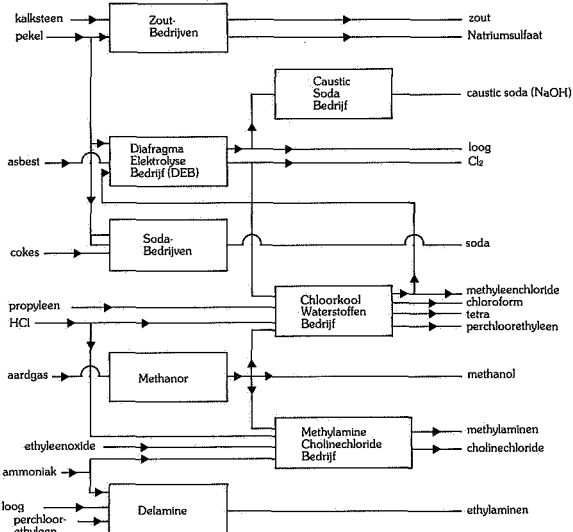 kalksteen
pekel
Zout-
Bedrijven
zout
Natriumsulfaat
Caustic
Soda
Bedrijf
caustic soda (NaOH)
asbest
Diafragma
Elektrolyse
Bedrijf (DEB)
loog
Cl₂
cokes
Soda-
Bedrijven
soda
propyleen
HCl
Chloorkool
Waterstoffen
Bedrijf
methyleenchloride
chloroform
tetra
perchloorethyleen
aardgas
Methanor
methanol
ethyleenoxide
ammoniak
Methylamine
Cholinechloride
Bedrijf
methylaminen
cholinechloride
loog
perchloor-
ethyleen
Delamine
ethylaminen